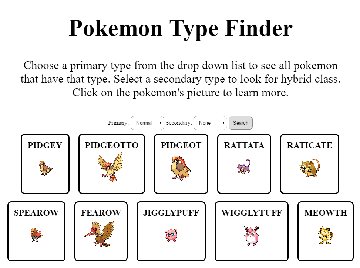 Pokemon Type Finder
Choose a primary type from the drop down list to see all pokemon
that have that type. Select a secondary type to look for hybrid class.
Click on the pokemon's picture to learn more.
Primary: Normal Secondary: None Search
PIDGEY PIDGEOTTO PIDGEOT RATTATA RATICATE
SPEAROW FEAROW JIGGLYPUFF WIGGLYTUFF MEOWTH